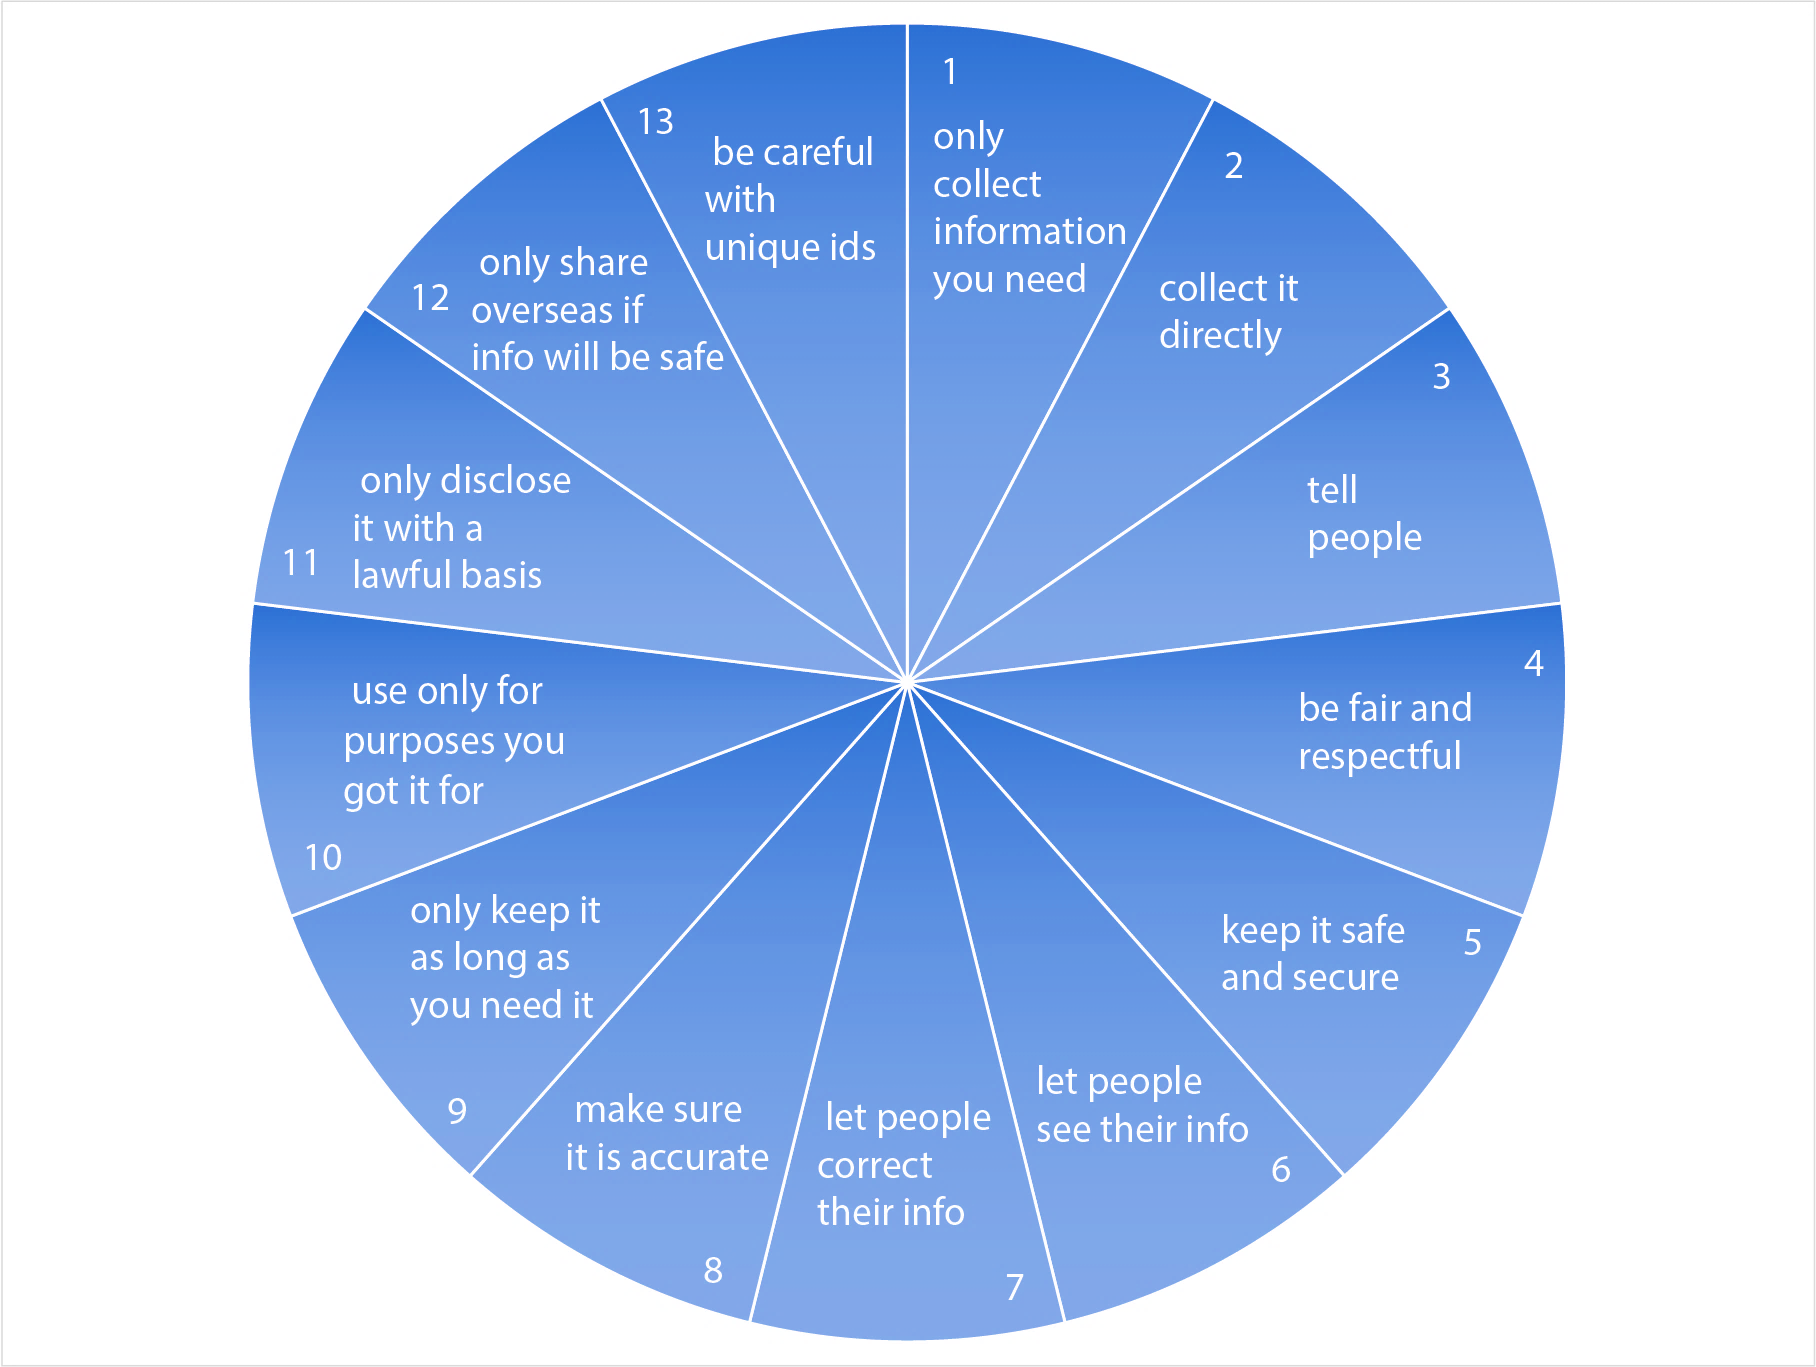 1
only
collect
information
you need
2
collect it
directly
3
tell
people
4
be fair and
respectful
5
keep it safe
and secure
6
let people
see their info
7
let people
correct
their info
8
make sure
it is accurate
9
only keep it
as long as
you need it
10
use only for
purposes you
got it for
11
only disclose
it with a
lawful basis
12
only share
overseas if
info will be safe
13
be careful
with
unique ids